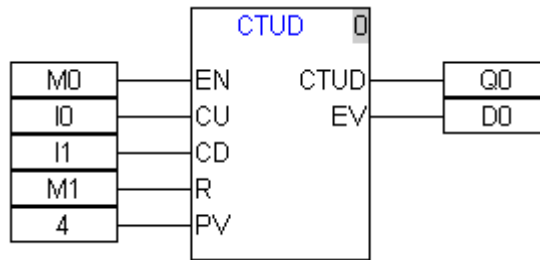 CTUD 0
M0 EN CTUD Q0
I0 CU EV D0
I1 CD
M1 R
4 PV